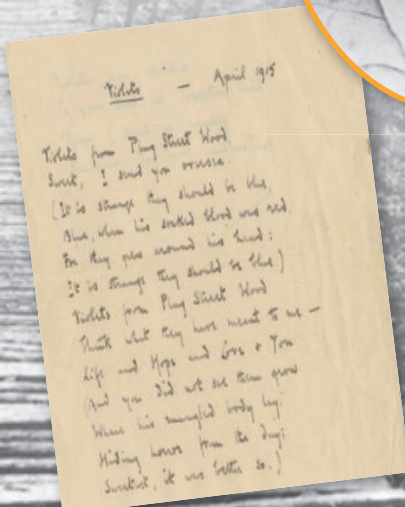 Violets — April 1915
Violets from Plug Street Wood
Sweet, I send you oversea.
(It is strange they should be blue,
Blue, when his soaked blood was red,
For they grew around his head;
It is strange they should be blue.)
Violets from Plug Street Wood
Think what they have meant to me —
Life and Hope and Love & You
(And you did not see them grow
Where his mangled body lay
Hiding horror from the day;
Sweetest, it was better so.)